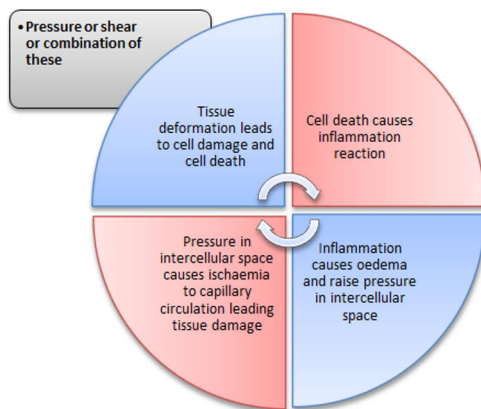 • Pressure or shear
or combination of
these
Tissue
deformation leads
to cell damage and
cell death
Cell death causes
inflammation
reaction
Pressure in
intercellular space
causes ischaemia
to capillary
circulation leading
tissue damage
Inflammation
causes oedema
and raise pressure
in intercellular
space